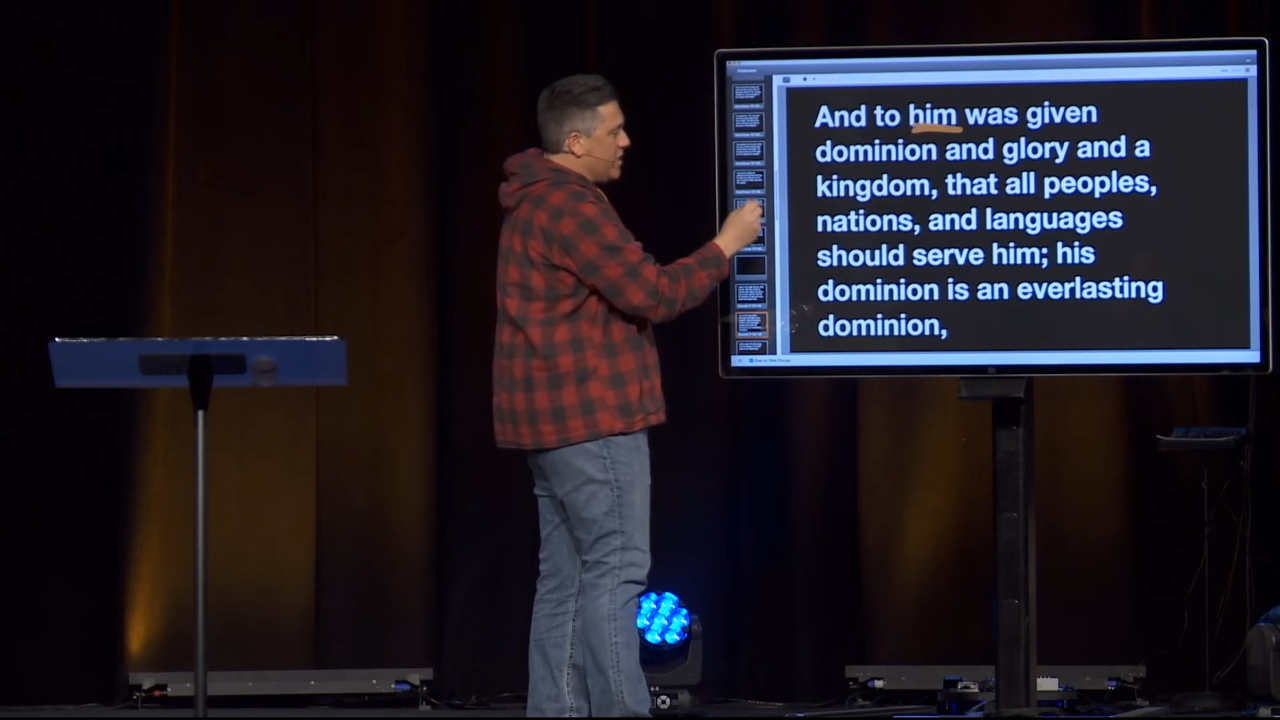 And to him was given
dominion and glory and a
kingdom, that all peoples,
nations, and languages
should serve him; his
dominion is an everlasting
dominion,